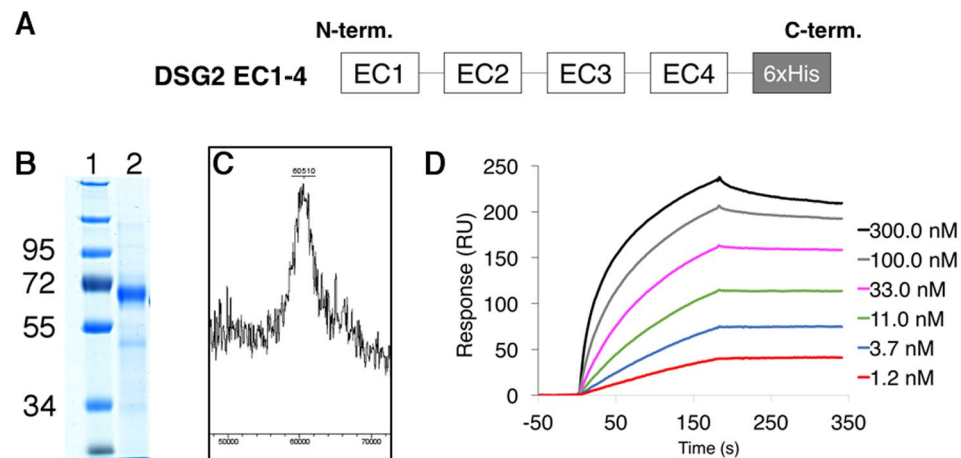 A
N-term.
C-term.
DSG2 EC1-4
EC1
EC2
EC3
EC4
6xHis
B
1 2
95
72
55
34
C
60510
50000 60000 70000
D
Response (RU)
250
200
150
100
50
0
-50 50 150 250 350
Time (s)
300.0 nM
100.0 nM
33.0 nM
11.0 nM
3.7 nM
1.2 nM